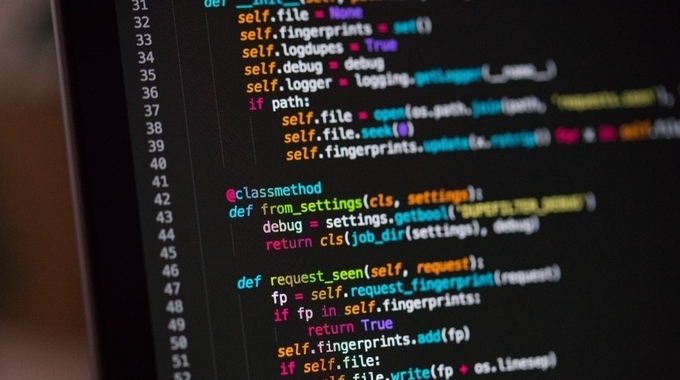 31 def __init__(self,
32 self.file = None
33 self.fingerprints = set()
34 self.logdupes = True
35 self.debug = debug
36 self.logger = logging.getLogger(__name__)
37 if path:
38 self.file = open(os.path.join(path, 'requests.seen'),
39 self.file.seek(0)
40 self.fingerprints.update(x.rstrip() for x in self.file
41
42 @classmethod
43 def from_settings(cls, settings):
44 debug = settings.getbool('DUPEFILTER_DEBUG')
45 return cls(job_dir(settings), debug)
46
47 def request_seen(self, request):
48 fp = self.request_fingerprint(request)
49 if fp in self.fingerprints:
50 return True
51 self.fingerprints.add(fp)
52 if self.file:
self.file.write(fp + os.linesep)